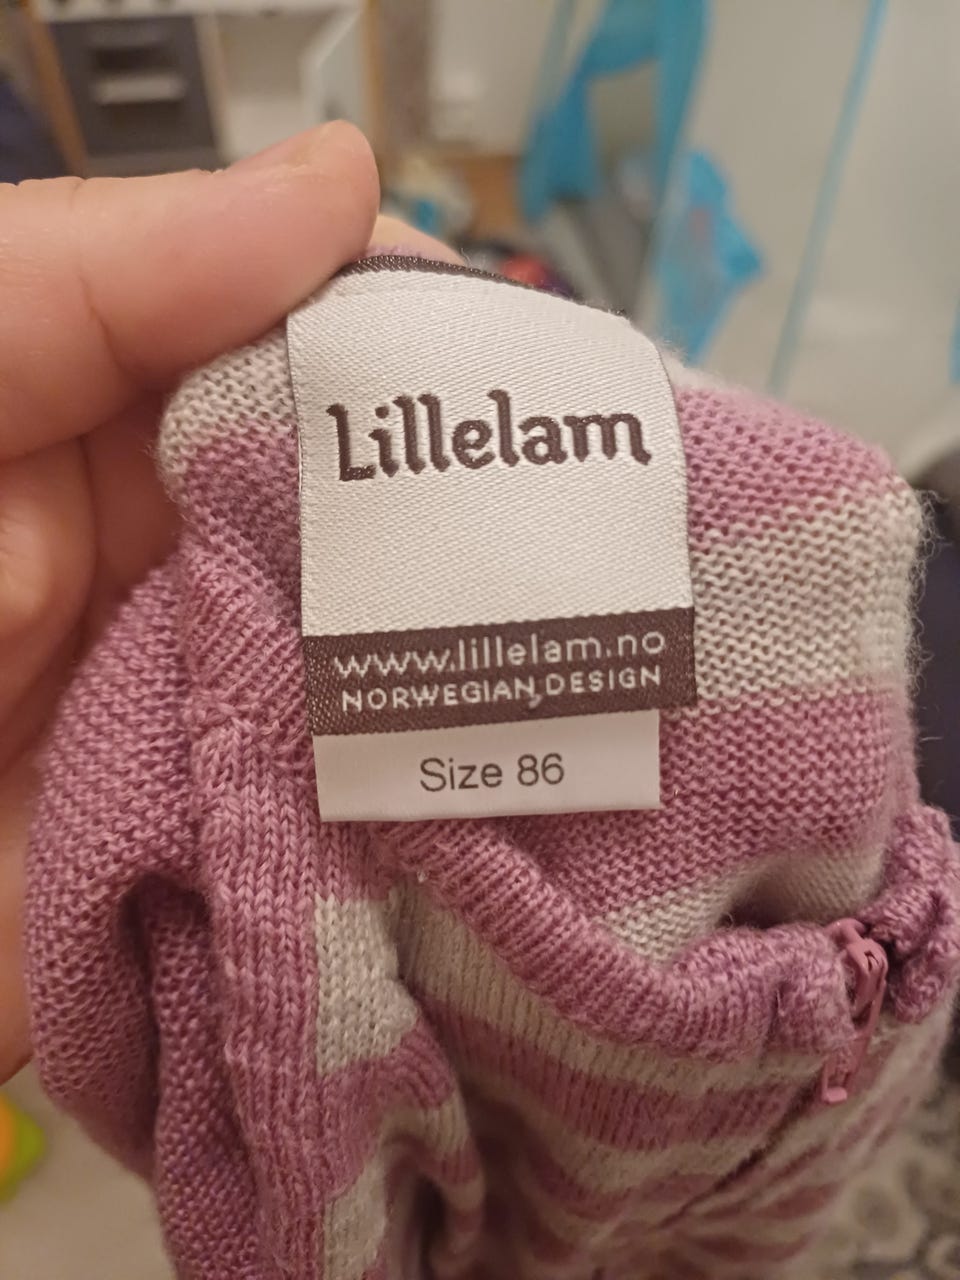 Lillelam
www.lillelam.no
NORWEGIAN DESIGN
Size 86